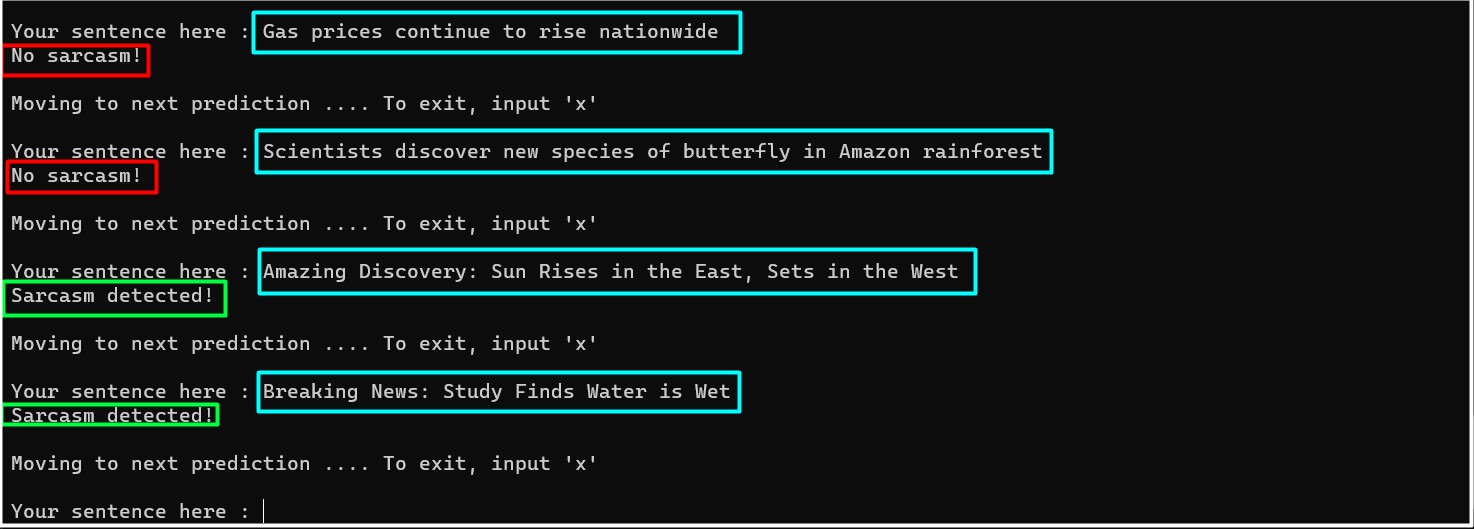 Your sentence here : Gas prices continue to rise nationwide
No sarcasm!
Moving to next prediction .... To exit, input 'x'
Your sentence here : Scientists discover new species of butterfly in Amazon rainforest
No sarcasm!
Moving to next prediction .... To exit, input 'x'
Your sentence here : Amazing Discovery: Sun Rises in the East, Sets in the West
Sarcasm detected!
Moving to next prediction .... To exit, input 'x'
Your sentence here : Breaking News: Study Finds Water is Wet
Sarcasm detected!
Moving to next prediction .... To exit, input 'x'
Your sentence here :